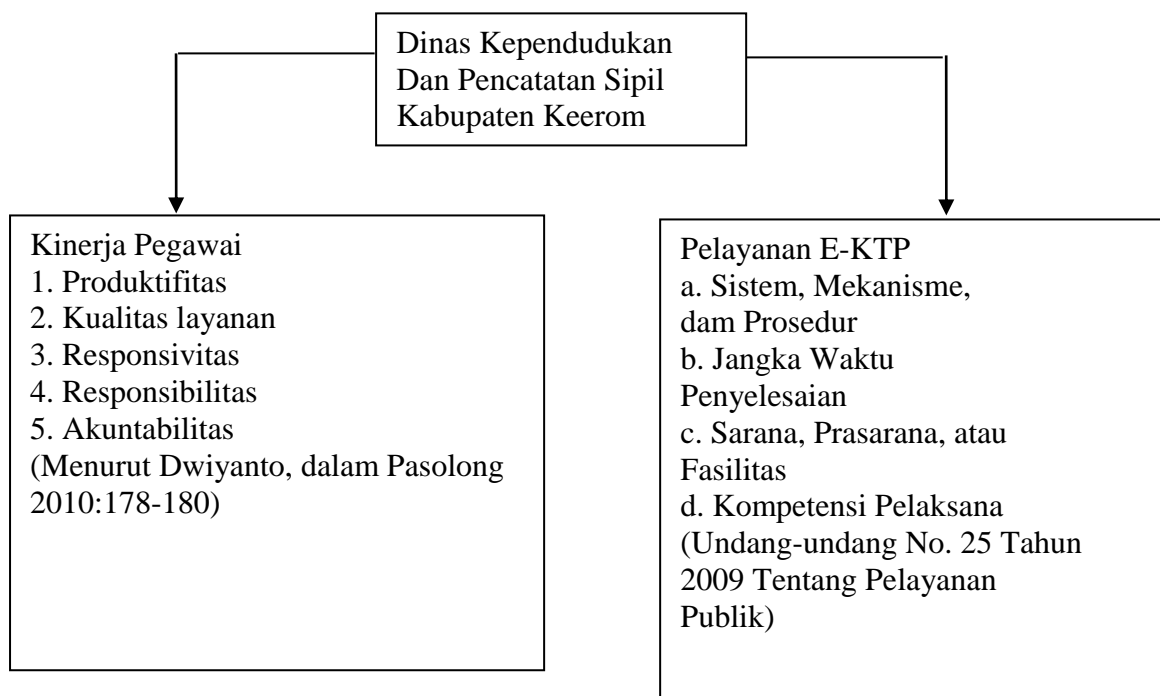 Dinas Kependudukan
Dan Pencatatan Sipil
Kabupaten Keerom
Kinerja Pegawai
1. Produktifitas
2. Kualitas layanan
3. Responsivitas
4. Responsibilitas
5. Akuntabilitas
(Menurut Dwiyanto, dalam Pasolong
2010:178-180)
Pelayanan E-KTP
a. Sistem, Mekanisme,
dam Prosedur
b. Jangka Waktu
Penyelesaian
c. Sarana, Prasarana, atau
Fasilitas
d. Kompetensi Pelaksana
(Undang-undang No. 25 Tahun
2009 Tentang Pelayanan
Publik)